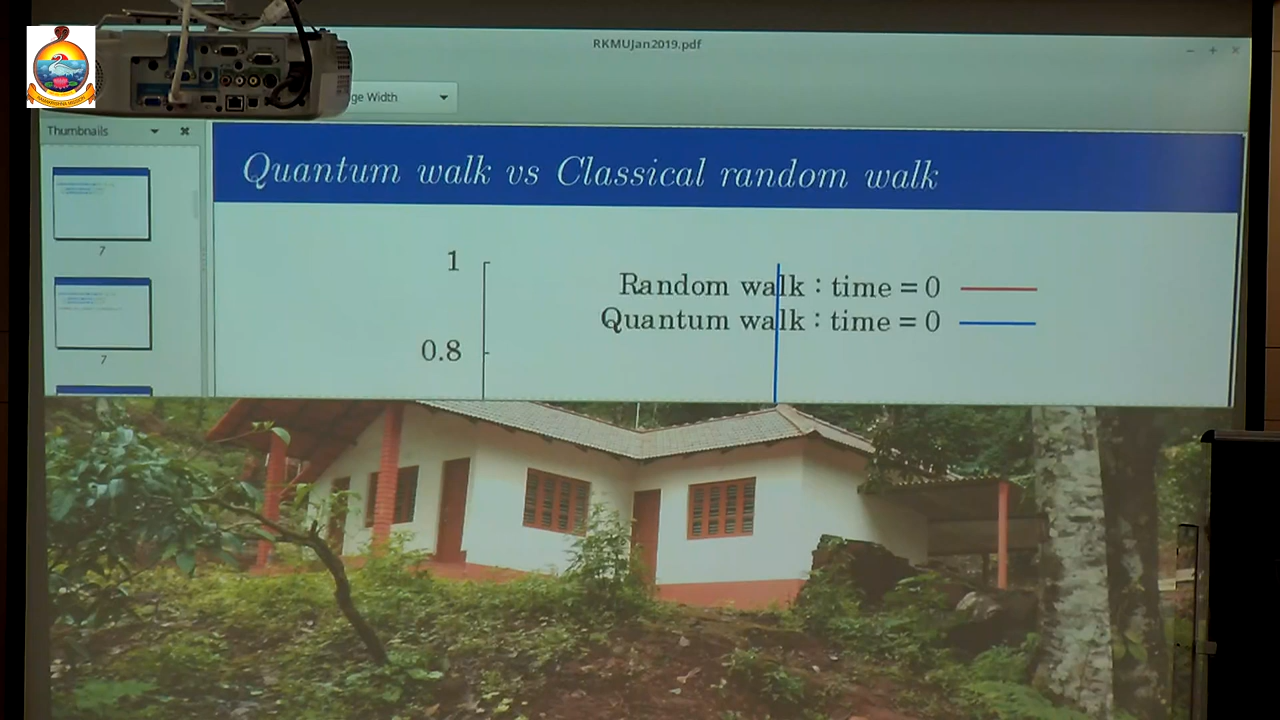 RKMUJan2019.pdf
ge Width
Thumbnails
Quantum walk vs Classical random walk
7
7
1
0.8
Random walk : time = 0
Quantum walk : time = 0